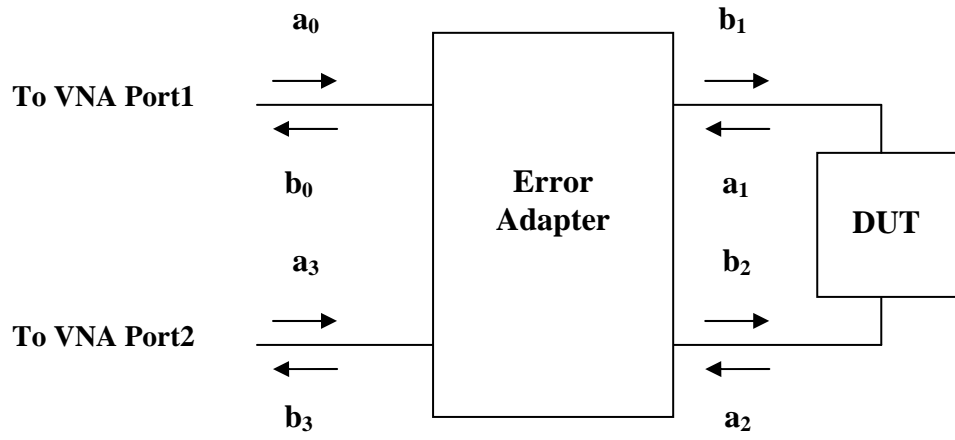 a₀
b₁
To VNA Port1
b₀
Error
Adapter
a₁
DUT
a₃
b₂
To VNA Port2
b₃
a₂